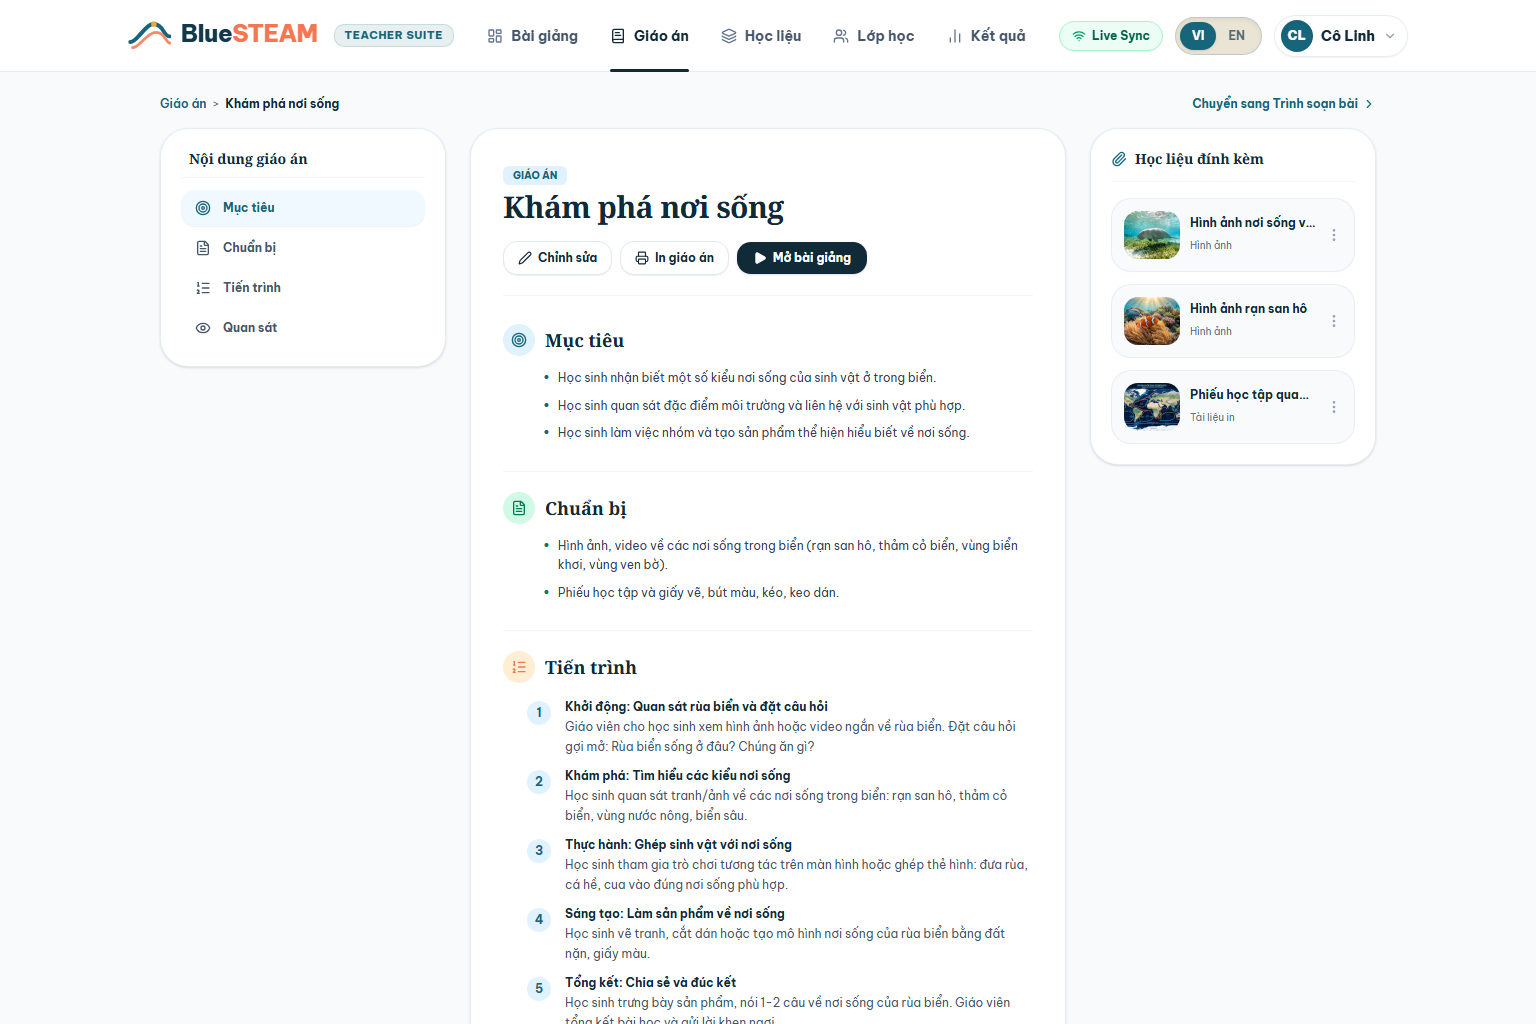 BlueSTEAM
TEACHER SUITE
Bài giảng
Giáo án
Học liệu
Lớp học
Kết quả
Live Sync
VI
EN
CL
Cô Linh
Giáo án > Khám phá nơi sống
Chuyển sang Trình soạn bài
Nội dung giáo án
Mục tiêu
Chuẩn bị
Tiến trình
Quan sát
GIÁO ÁN
Khám phá nơi sống
Chỉnh sửa
In giáo án
Mở bài giảng
Mục tiêu
• Học sinh nhận biết một số kiểu nơi sống của sinh vật ở trong biển.
• Học sinh quan sát đặc điểm môi trường và liên hệ với sinh vật phù hợp.
• Học sinh làm việc nhóm và tạo sản phẩm thể hiện hiểu biết về nơi sống.
Chuẩn bị
• Hình ảnh, video về các nơi sống trong biển (rạn san hô, thảm cỏ biển, vùng biển
khơi, vùng ven bờ).
• Phiếu học tập và giấy vẽ, bút màu, kéo, keo dán.
Tiến trình
1
Khởi động: Quan sát rùa biển và đặt câu hỏi
Giáo viên cho học sinh xem hình ảnh hoặc video ngắn về rùa biển. Đặt câu hỏi
gợi mở: Rùa biển sống ở đâu? Chúng ăn gì?
2
Khám phá: Tìm hiểu các kiểu nơi sống
Học sinh quan sát tranh/ảnh về các nơi sống trong biển: rạn san hô, thảm cỏ
biển, vùng nước nông, biển sâu.
3
Thực hành: Ghép sinh vật với nơi sống
Học sinh tham gia trò chơi tương tác trên màn hình hoặc ghép thẻ hình: đưa rùa,
cá hề, cua vào đúng nơi sống phù hợp.
4
Sáng tạo: Làm sản phẩm về nơi sống
Học sinh vẽ tranh, cắt dán hoặc tạo mô hình nơi sống của rùa biển bằng đất
nặn, giấy màu.
5
Tổng kết: Chia sẻ và đúc kết
Học sinh trưng bày sản phẩm, nói 1-2 câu về nơi sống của rùa biển. Giáo viên
tổng kết bài học và gửi lời khen ngợi.
Học liệu đính kèm
Hình ảnh nơi sống v...
Hình ảnh
Hình ảnh rạn san hô
Hình ảnh
Phiếu học tập qua...
Tài liệu in